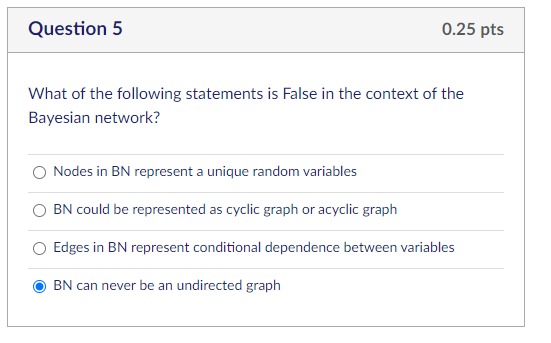 Question 5 0.25 pts
What of the following statements is False in the context of the
Bayesian network?
Nodes in BN represent a unique random variables
BN could be represented as cyclic graph or acyclic graph
Edges in BN represent conditional dependence between variables
BN can never be an undirected graph